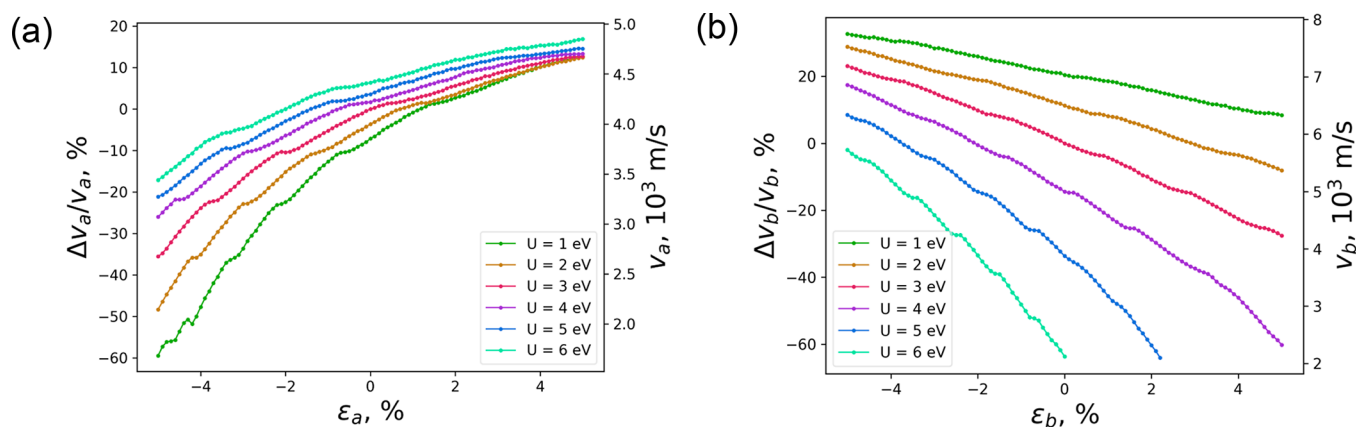 (a)
20
10
0
−10
−20
−30
−40
−50
−60
Δv_a/v_a, %
−4
−2
0
2
4
ε_a, %
5.0
4.5
4.0
3.5
3.0
2.5
2.0
v_a, 10³ m/s
U = 1 eV
U = 2 eV
U = 3 eV
U = 4 eV
U = 5 eV
U = 6 eV
(b)
20
0
−20
−40
−60
Δv_b/v_b, %
−4
−2
0
2
4
ε_b, %
8
7
6
5
4
3
2
v_b, 10³ m/s
U = 1 eV
U = 2 eV
U = 3 eV
U = 4 eV
U = 5 eV
U = 6 eV